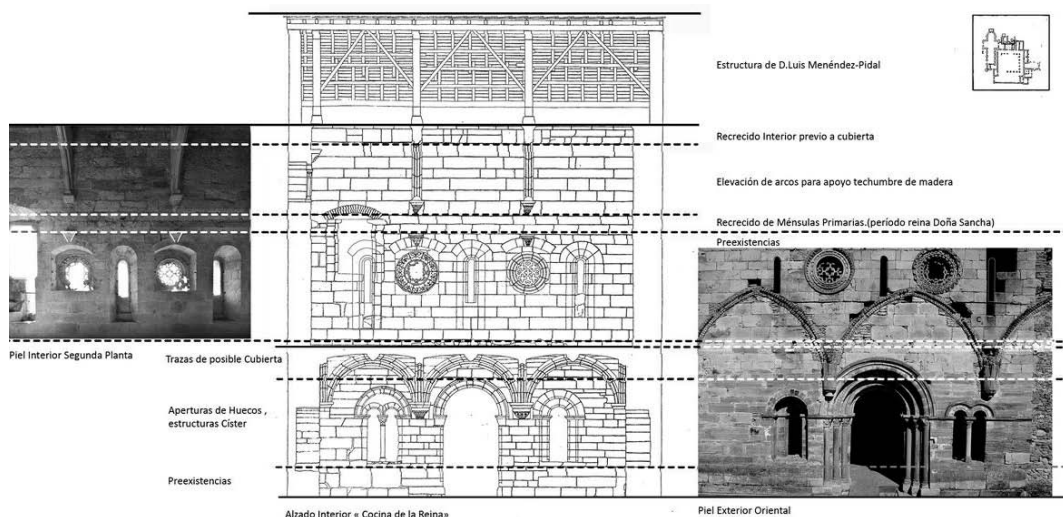 Estructura de D.Luis Menéndez-Pidal
Recrecido Interior previo a cubierta
Elevación de arcos para apoyo techumbre de madera
Recrecido de Ménsulas Primarias.(período reina Doña Sancha)
Preexistencias
Piel Interior Segunda Planta
Trazas de posible Cubierta
Aperturas de Huecos ,
estructuras Cister
Preexistencias
Alzado Interior « Cocina de la Reina»
Piel Exterior Oriental